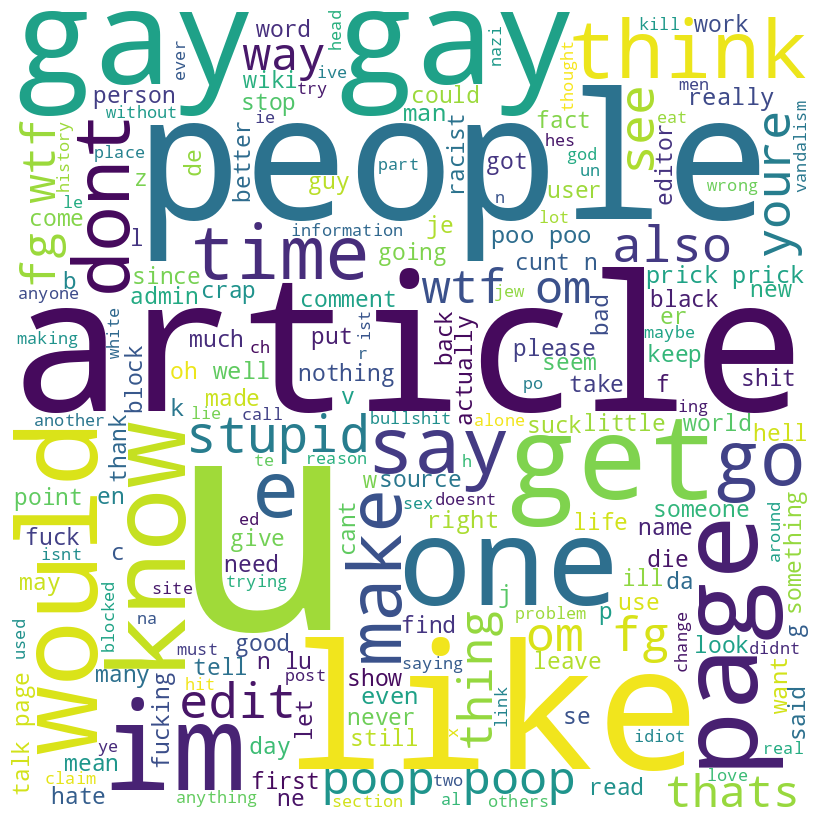 gay gay
think
kill work
word
way
head
nazi
thought
men
really
ever
wiki
ive
try
stop
person
could
man
fact
see
youre
vandalism
without
ie
people
racist
hes
god
eat
editor
wtf
history
dont
place
de
better
part
got
un
user
wrong
fg
le
z
guy
n
lot
come
l
time
information
je
poo poo
also
going
cunt n
since
prick prick
new
b
anyone
admin crap
comment
jew
wtf om
bad
black
er
maybe
making
white
article
much
ch
put
r
ist
back
actually
please
seem
keep
block
oh well
nothing
take
f
shit
ing
another
k
lie
made
call
v
bullshit
po
suck
little
alone
world
hell
would
know
thank
stupid
say
get
go
te
reason
h
e
w
source
sex
doesnt
someone
point
en
u
ed
give
cant
right
life
name
around
something
fuck
isnt
c
need
make
one
die
may
site
trying
j
ill
da
page
used
blocked
na
problem
p
use
g
find
thing
om fg
look
change
didnt
must
good
many
tell
n lu
saying
leave
want
said
talk page
hit
post
show
like
ye
fucking
edit
let
even
link
se
never
x
idiot
real
mean
day
still
claim
first
poop poop
two
read
love
thats
hate
anything
ne
section
al
others